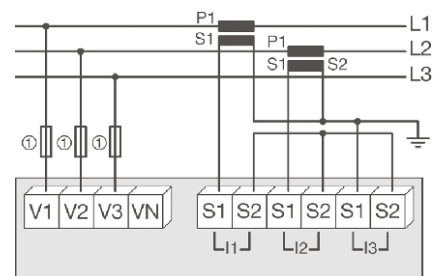 P1 L1
S1 P1 L2
S1 S2 L3
① ① ①
V1 V2 V3 VN S1 S2 S1 S2 S1 S2
I1 I2 I3